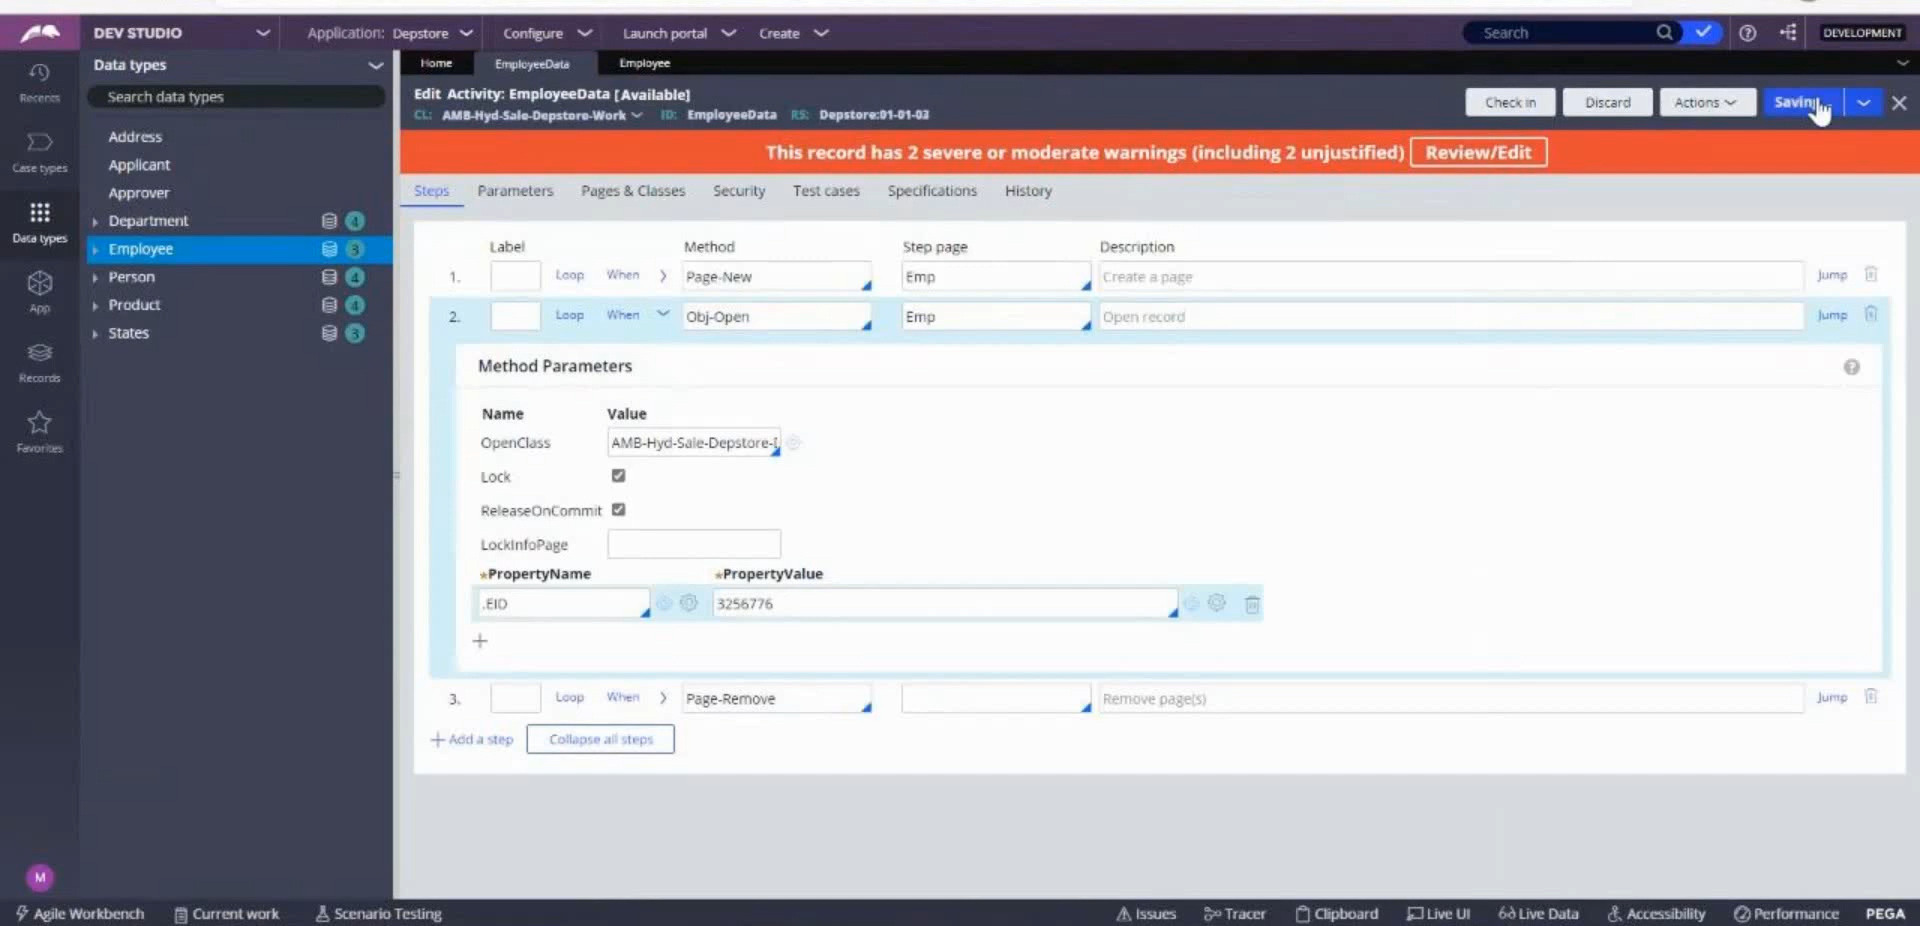 DEV STUDIO
Application: Depstore
Configure
Launch portal
Create
Search
DEVELOPMENT
Recents
Case types
Data types
App
Records
Favorites
M
Data types
Search data types
Address
Applicant
Approver
Department 4
Employee 3
Person 4
Product 4
States 3
Home
EmployeeData
Employee
Edit Activity: EmployeeData [Available]
CL: AMB-Hyd-Sale-Depstore-Work ID: EmployeeData RS: Depstore:01-01-03
Check in
Discard
Actions
This record has 2 severe or moderate warnings (including 2 unjustified) Review/Edit
Steps
Parameters
Pages & Classes
Security
Test cases
Specifications
History
Label Method Step page Description
1. Loop When Page-New Emp Create a page Jump
2. Loop When Obj-Open Emp Open record Jump
Method Parameters
Name Value
OpenClass AMB-Hyd-Sale-Depstore-
Lock
ReleaseOnCommit
LockInfoPage
*PropertyName *PropertyValue
.EID 3256776
3. Loop When Page-Remove Remove page(s) Jump
Add a step Collapse all steps
Agile Workbench
Current work
Scenario Testing
Issues
Tracer
Clipboard
Live UI
Live Data
Accessibility
Performance
PEGA